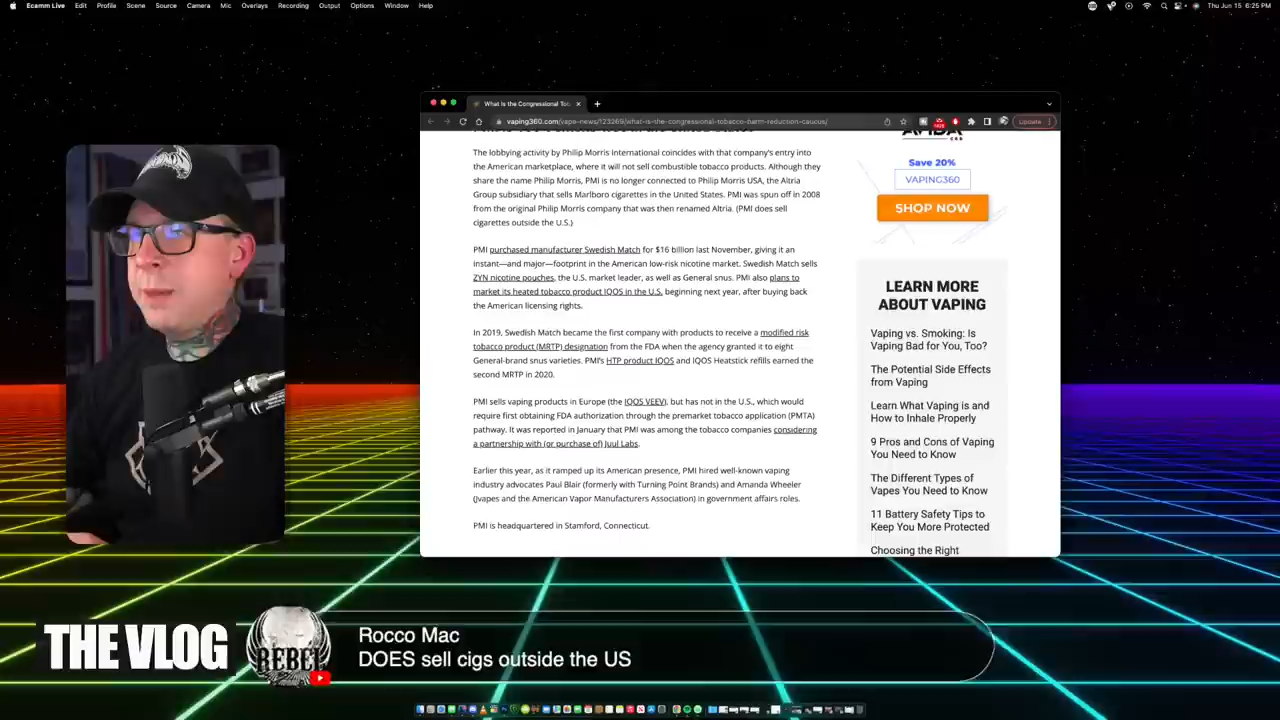 Ecamm Live Edit Profile Scene Source Camera Mic Overlays Recording Output Options Window Help
Thu Jun 15 6:25 PM
What Is the Congressional Tob
vaping360.com/vape-news/123269/what-is-the-congressional-tobacco-harm-reduction-caucus/
Update
The lobbying activity by Philip Morris International coincides with that company's entry into
the American marketplace, where it will not sell combustible tobacco products. Although they
share the name Philip Morris, PMI is no longer connected to Philip Morris USA, the Altria
Group subsidiary that sells Marlboro cigarettes in the United States. PMI was spun off in 2008
from the original Philip Morris company that was then renamed Altria. (PMI does sell
cigarettes outside the U.S.)
PMI purchased manufacturer Swedish Match for $16 billion last November, giving it an
instant—and major—footprint in the American low-risk nicotine market. Swedish Match sells
ZYN nicotine pouches, the U.S. market leader, as well as General snus. PMI also plans to
market its heated tobacco product IQOS in the U.S. beginning next year, after buying back
the American licensing rights.
In 2019, Swedish Match became the first company with products to receive a modified risk
tobacco product (MRTP) designation from the FDA when the agency granted it to eight
General-brand snus varieties. PMI's HTP product IQOS and IQOS Heatstick refills earned the
second MRTP in 2020.
PMI sells vaping products in Europe (the IQOS VEEV), but has not in the U.S., which would
require first obtaining FDA authorization through the premarket tobacco application (PMTA)
pathway. It was reported in January that PMI was among the tobacco companies considering
a partnership with (or purchase of) Juul Labs.
Earlier this year, as it ramped up its American presence, PMI hired well-known vaping
industry advocates Paul Blair (formerly with Turning Point Brands) and Amanda Wheeler
(Jvapes and the American Vapor Manufacturers Association) in government affairs roles.
PMI is headquartered in Stamford, Connecticut.
Save 20%
VAPING360
SHOP NOW
LEARN MORE
ABOUT VAPING
Vaping vs. Smoking: Is
Vaping Bad for You, Too?
The Potential Side Effects
from Vaping
Learn What Vaping is and
How to Inhale Properly
9 Pros and Cons of Vaping
You Need to Know
The Different Types of
Vapes You Need to Know
11 Battery Safety Tips to
Keep You More Protected
Choosing the Right
THE VLOG
REBEL
Rocco Mac
DOES sell cigs outside the US